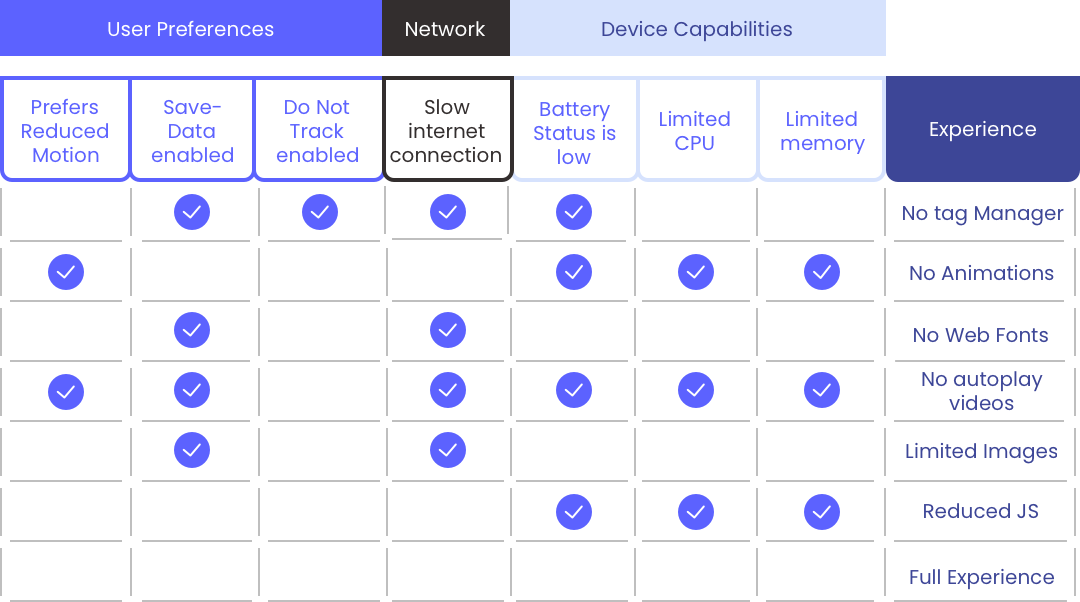 User Preferences
Network
Device Capabilities
Prefers
Reduced
Motion
Save-
Data
enabled
Do Not
Track
enabled
Slow
internet
connection
Battery
Status is
low
Limited
CPU
Limited
memory
Experience
No tag Manager
No Animations
No Web Fonts
No autoplay
videos
Limited Images
Reduced JS
Full Experience